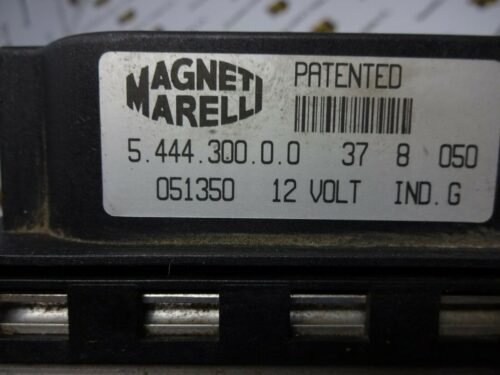 MAGNETI
MARELLI
PATENTED
5.444.300.0.0 37 8 050
051350 12 VOLT IND.G